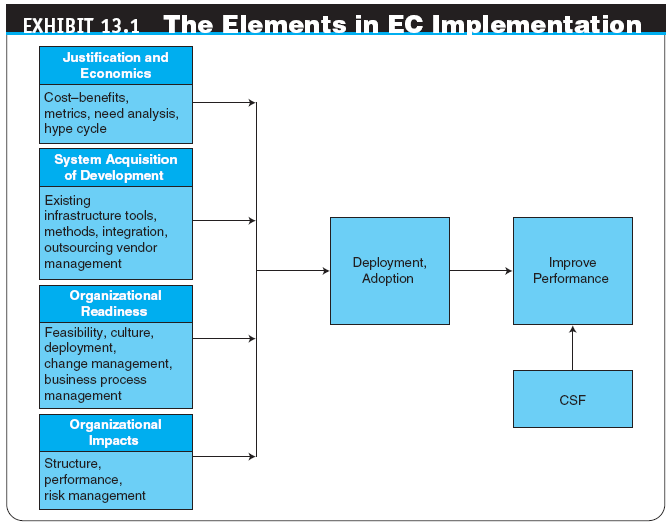 EXHIBIT 13.1 The Elements in EC Implementation
Justification and
Economics
Cost–benefits,
metrics, need analysis,
hype cycle
System Acquisition
of Development
Existing
infrastructure tools,
methods, integration,
outsourcing vendor
management
Organizational
Readiness
Feasibility, culture,
deployment,
change management,
business process
management
Organizational
Impacts
Structure,
performance,
risk management
Deployment,
Adoption
Improve
Performance
CSF